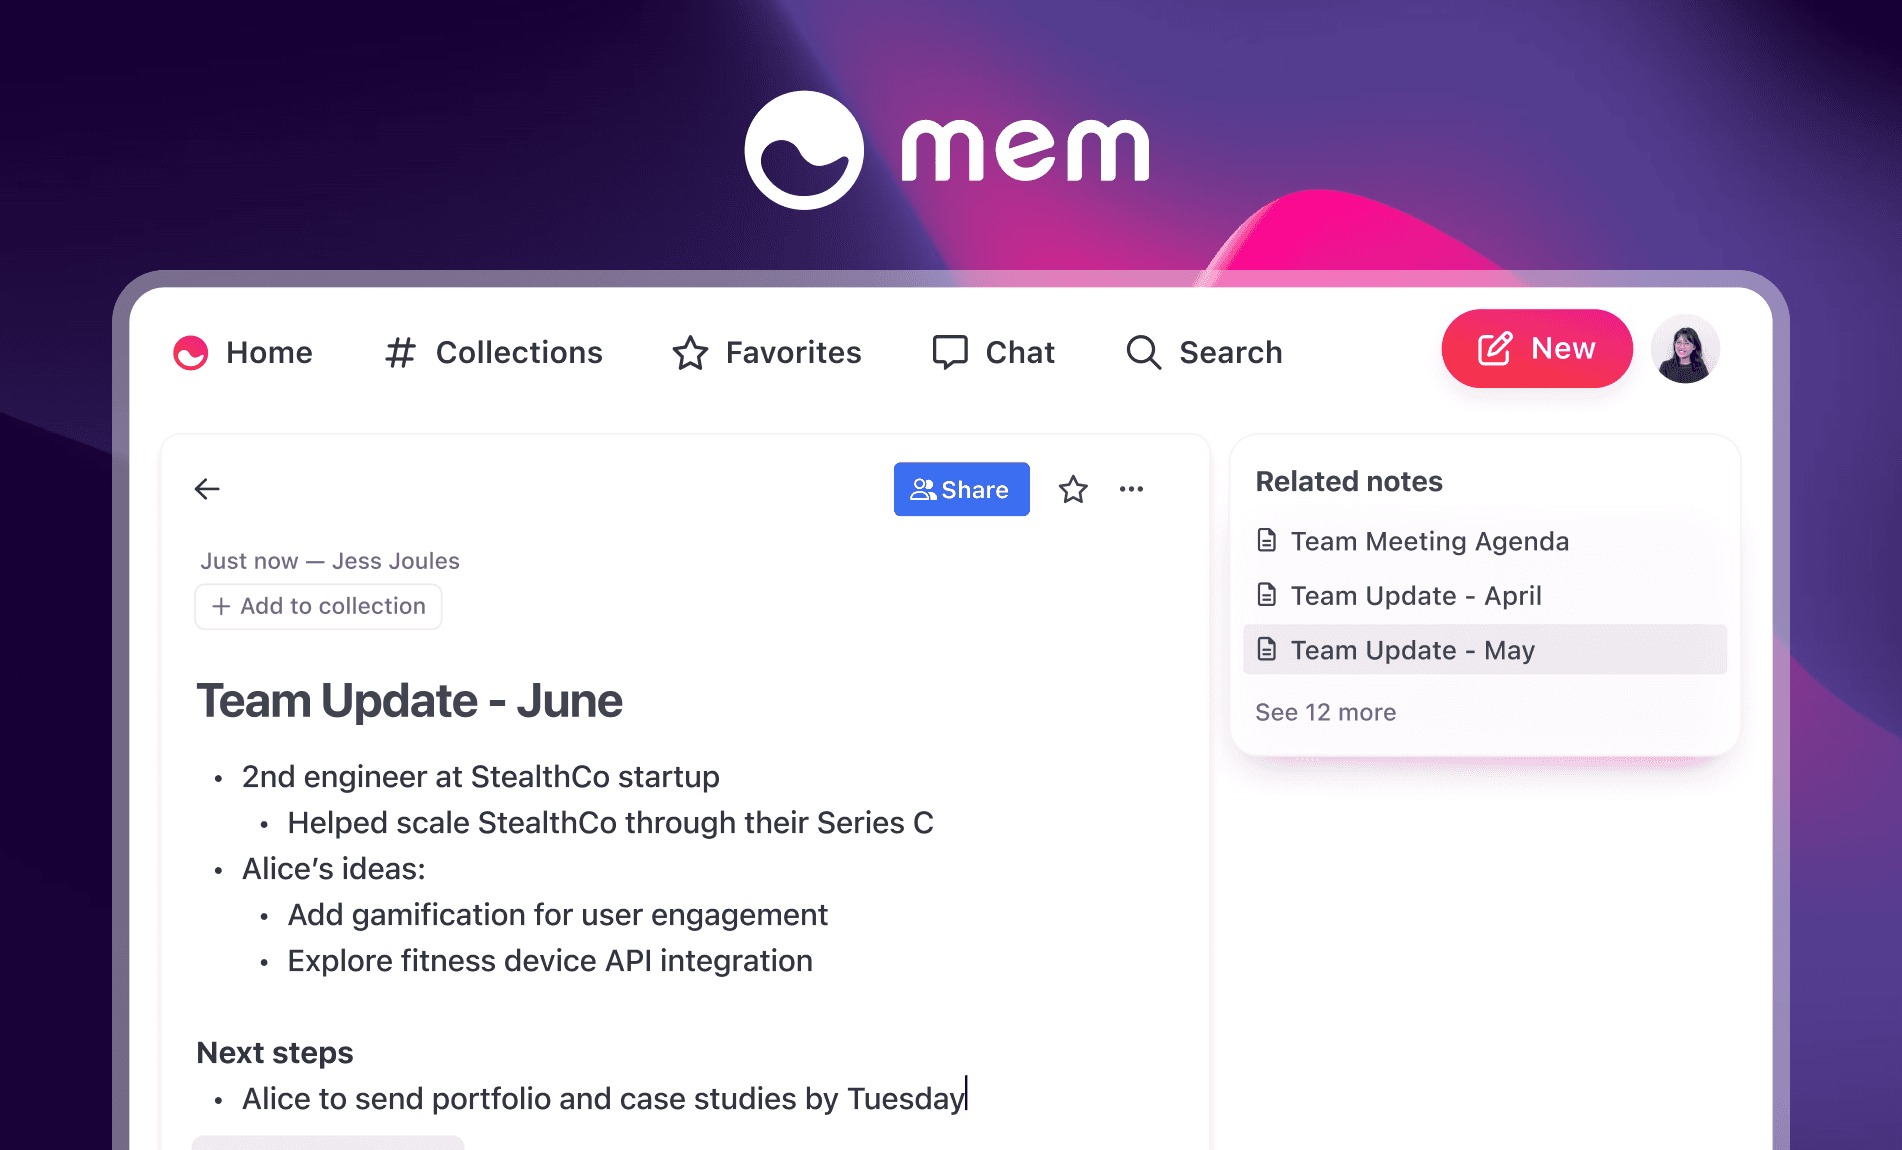 mem
Home
Collections
Favorites
Chat
Search
New
Share
Just now — Jess Joules
+ Add to collection
Team Update - June
• 2nd engineer at StealthCo startup
• Helped scale StealthCo through their Series C
• Alice’s ideas:
• Add gamification for user engagement
• Explore fitness device API integration
Next steps
• Alice to send portfolio and case studies by Tuesday
Related notes
Team Meeting Agenda
Team Update - April
Team Update - May
See 12 more